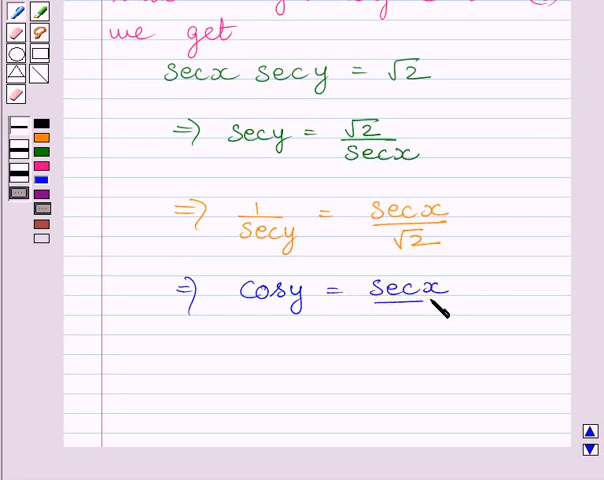 we get
secx secy = √2
⇒ secy = √2 / secx
⇒ 1 / secy = secx / √2
⇒ cosy = secx